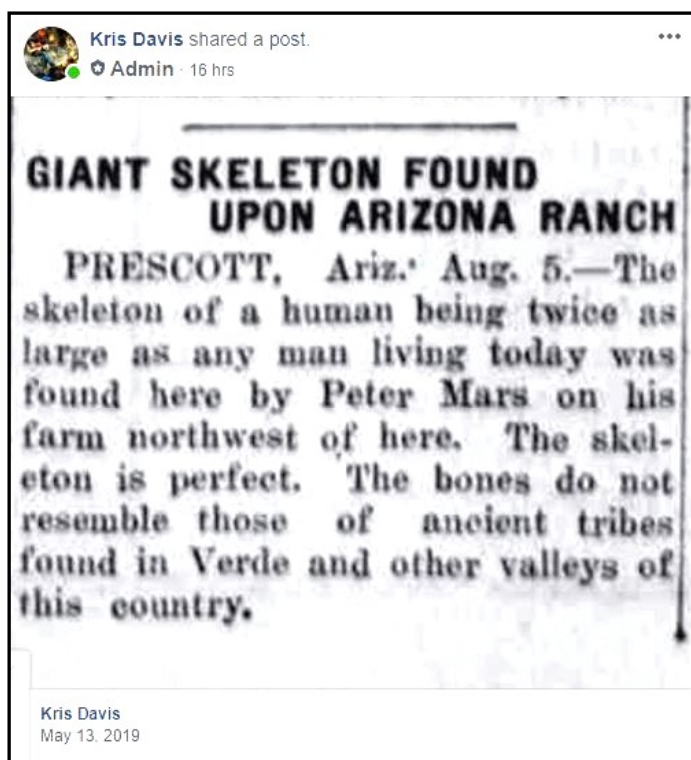 Kris Davis shared a post.
Admin · 16 hrs
GIANT SKELETON FOUND
UPON ARIZONA RANCH
PRESCOTT, Ariz. Aug. 5.—The
skeleton of a human being twice as
large as any man living today was
found here by Peter Mars on his
farm northwest of here. The skel-
eton is perfect. The bones do not
resemble those of ancient tribes
found in Verde and other valleys of
this country.
Kris Davis
May 13, 2019